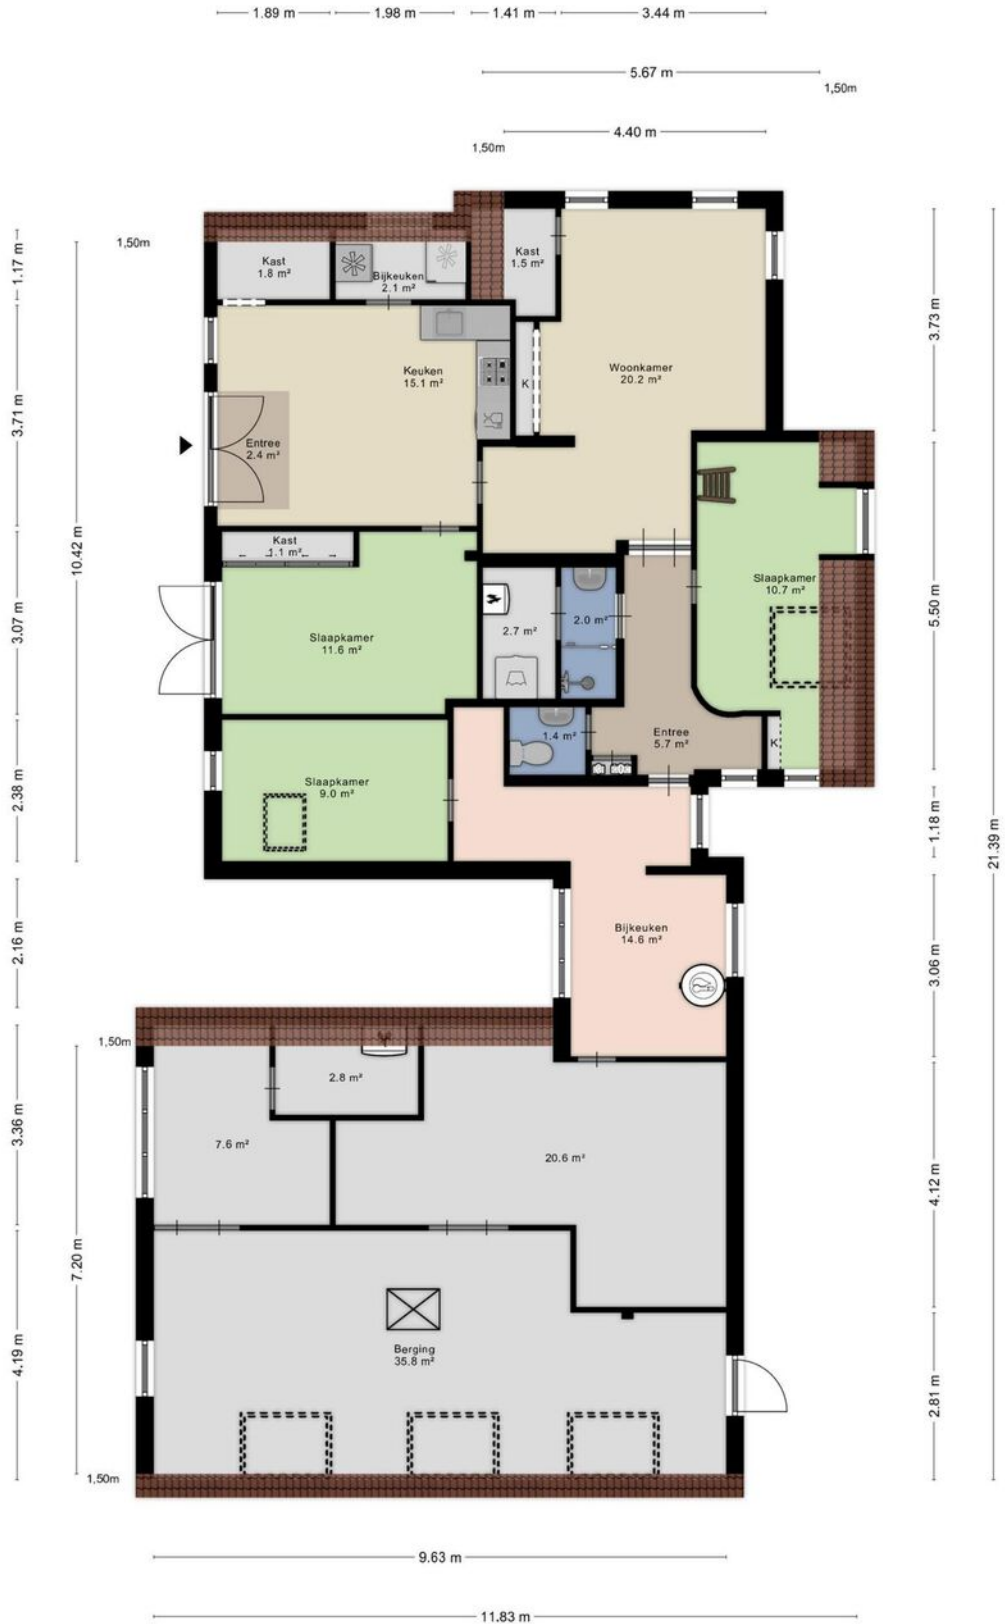 1.89 m
1.98 m
1.41 m
3.44 m
5.67 m
1,50m
4.40 m
1,50m
1,50m
1.17 m
3.71 m
3.07 m
2.38 m
2.16 m
3.36 m
4.19 m
10.42 m
7.20 m
Kast
1.8 m²
Bijkeuken
2.1 m²
Kast
1.5 m²
Keuken
15.1 m²
K
Woonkamer
20.2 m²
Entree
2.4 m²
Kast
1.1 m²
Slaapkamer
11.6 m²
2.7 m²
2.0 m²
Slaapkamer
10.7 m²
1.4 m²
Entree
5.7 m²
K
Slaapkamer
9.0 m²
Bijkeuken
14.6 m²
1,50m
2.8 m²
7.6 m²
20.6 m²
Berging
35.8 m²
1,50m
3.73 m
5.50 m
1.18 m
3.06 m
4.12 m
2.81 m
21.39 m
9.63 m
11.83 m